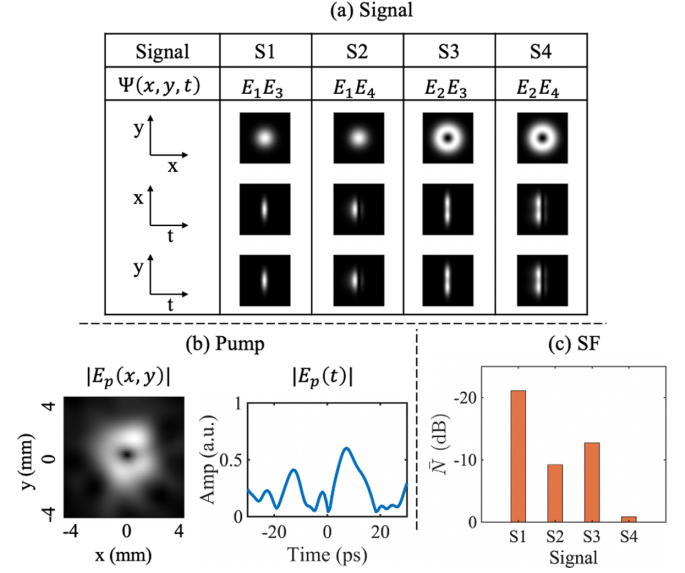 (a) Signal
Signal S1 S2 S3 S4
Ψ(x, y, t) E₁E₃ E₁E₄ E₂E₃ E₂E₄
y
x
x
t
y
t
(b) Pump
(c) SF
|Eₚ(x, y)|
|Eₚ(t)|
y (mm)
4
0
-4
-4 0 4
x (mm)
Amp (a.u.)
1
0.5
0
-20 0 20
Time (ps)
N̄ (dB)
-20
-10
0
S1 S2 S3 S4
Signal